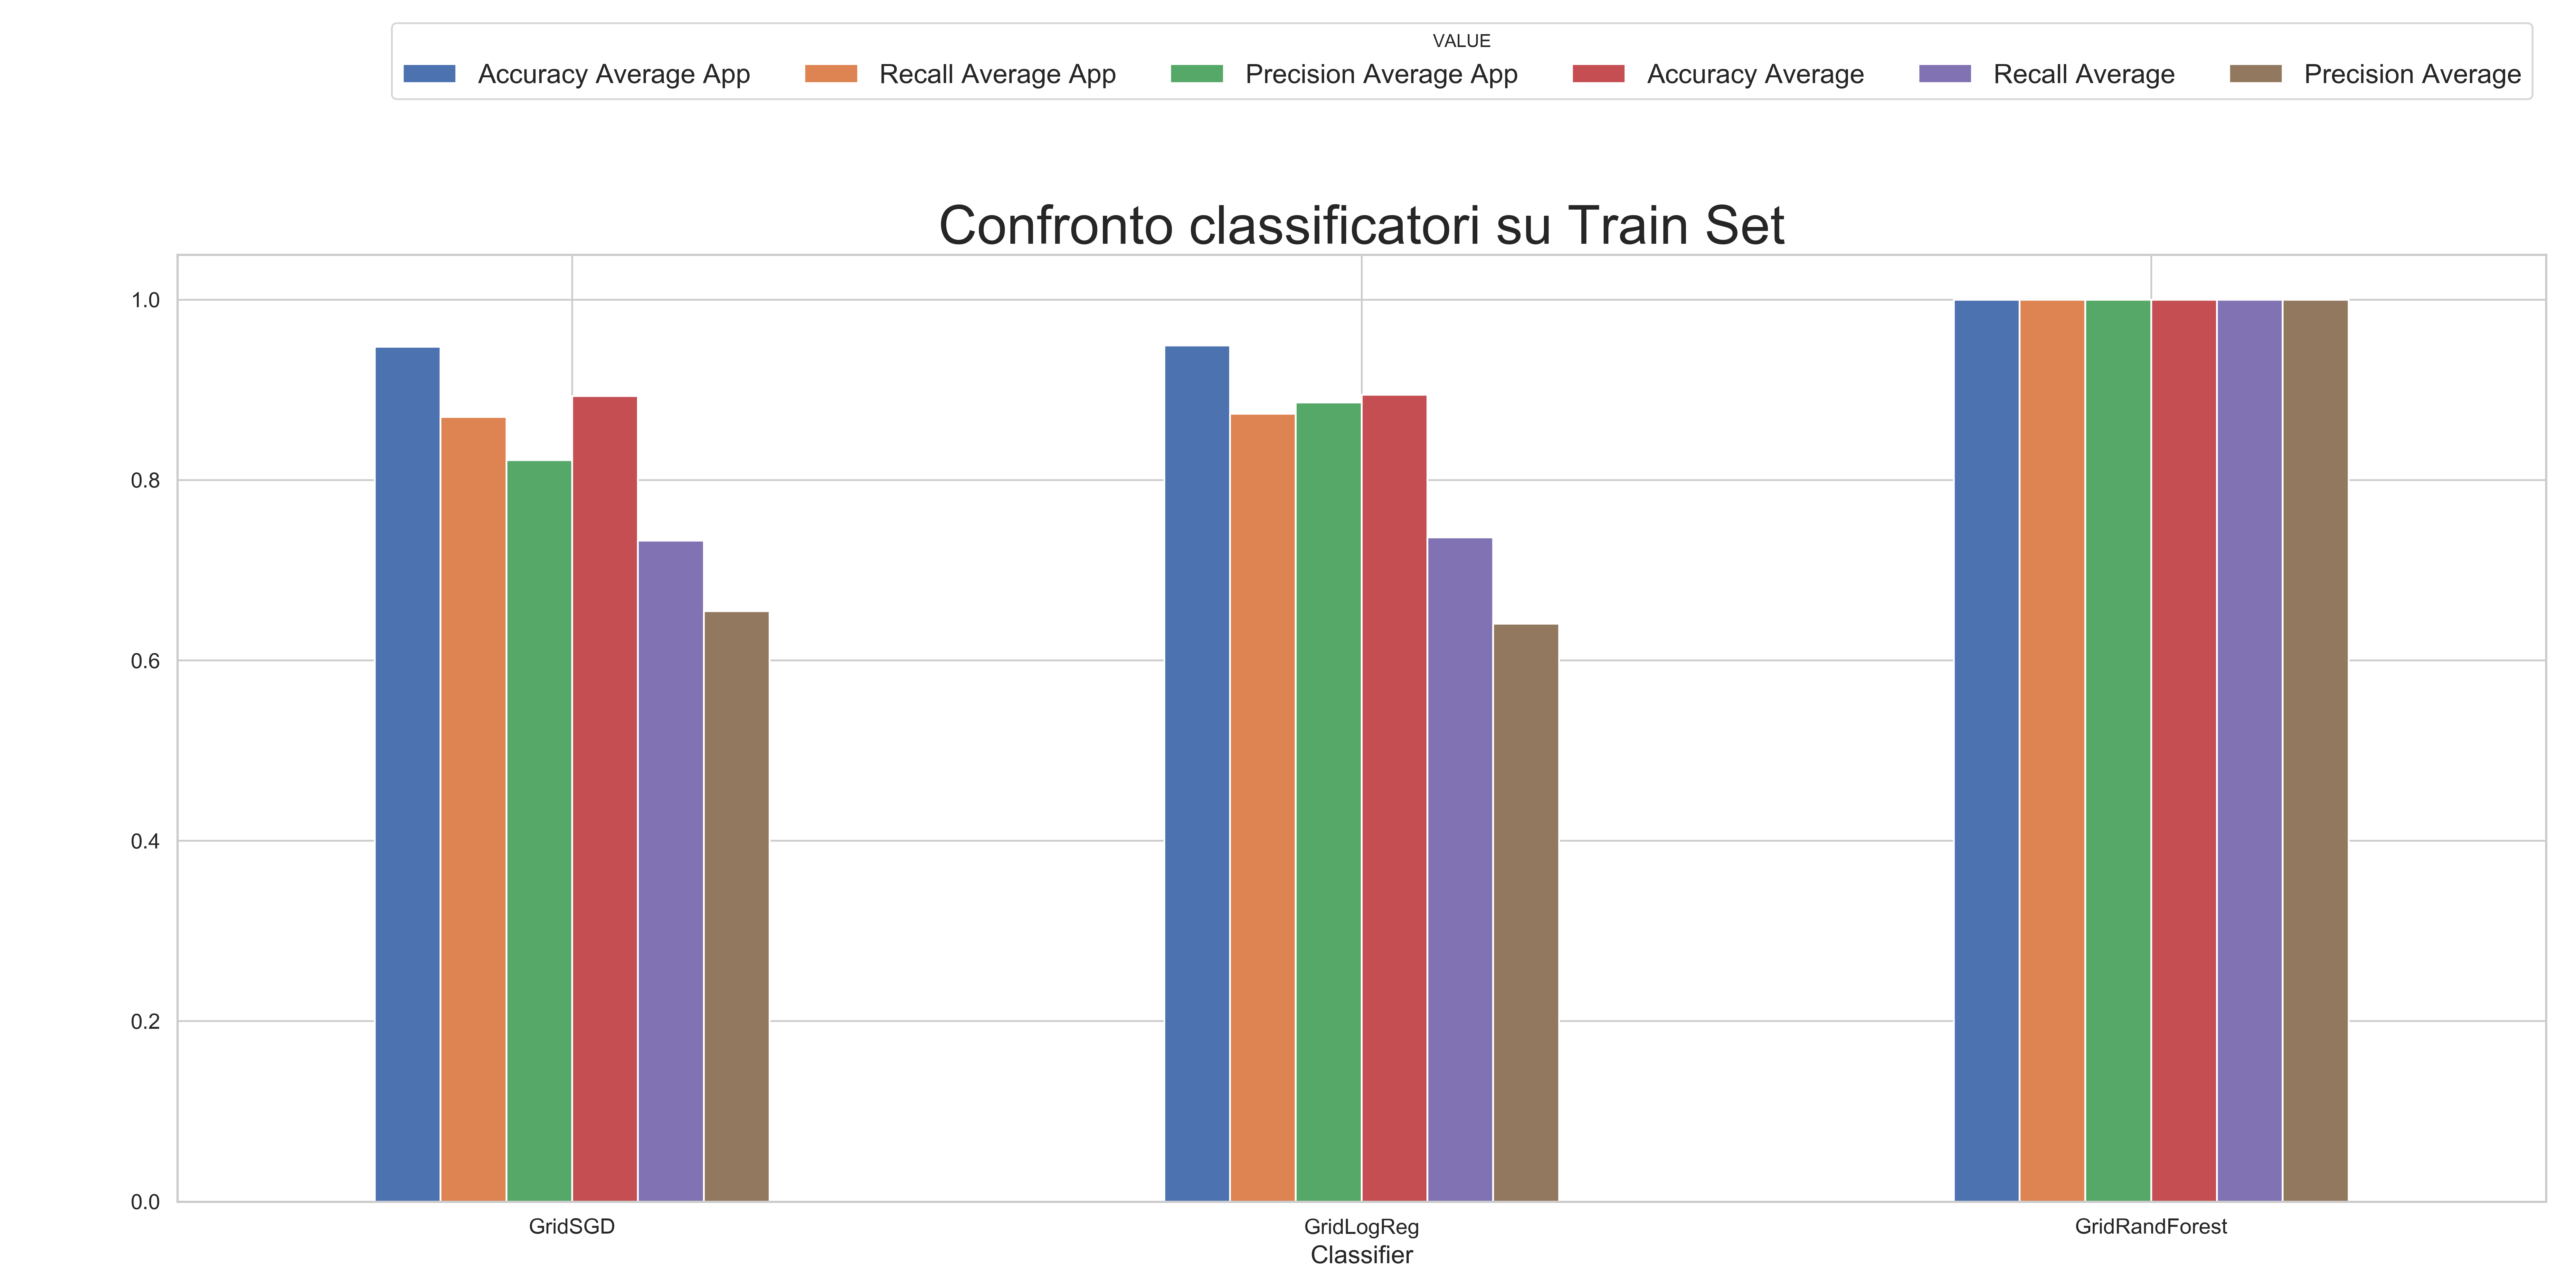 VALUE
Accuracy Average App Recall Average App Precision Average App Accuracy Average Recall Average Precision Average
Confronto classificatori su Train Set
1.0
0.8
0.6
0.4
0.2
0.0
GridSGD GridLogReg GridRandForest
Classifier